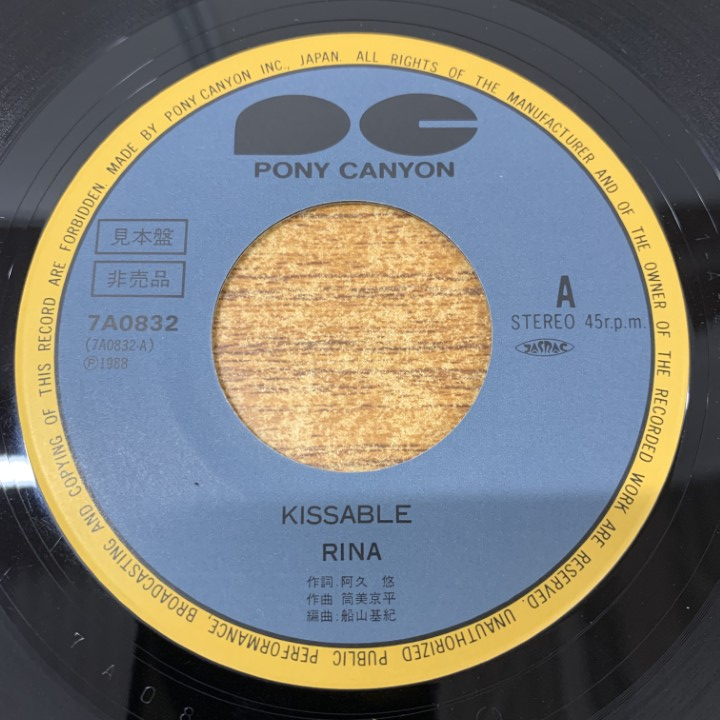 MADE BY PONY CANYON INC., JAPAN. ALL RIGHTS OF THE MANUFACTURER AND OF THE OWNER OF THE RECORDED WORK ARE RESERVED. UNAUTHORIZED PUBLIC PERFORMANCE, BROADCASTING AND COPYING OF THIS RECORD ARE FORBIDDEN.
PC
PONY CANYON
見本盤
非売品
7A0832
(7A0832-A)
Ⓟ1988
A
STEREO 45r.p.m.
JASRAC
KISSABLE
RINA
作詞:阿久 悠
作曲:筒美京平
編曲:船山基紀
7A08